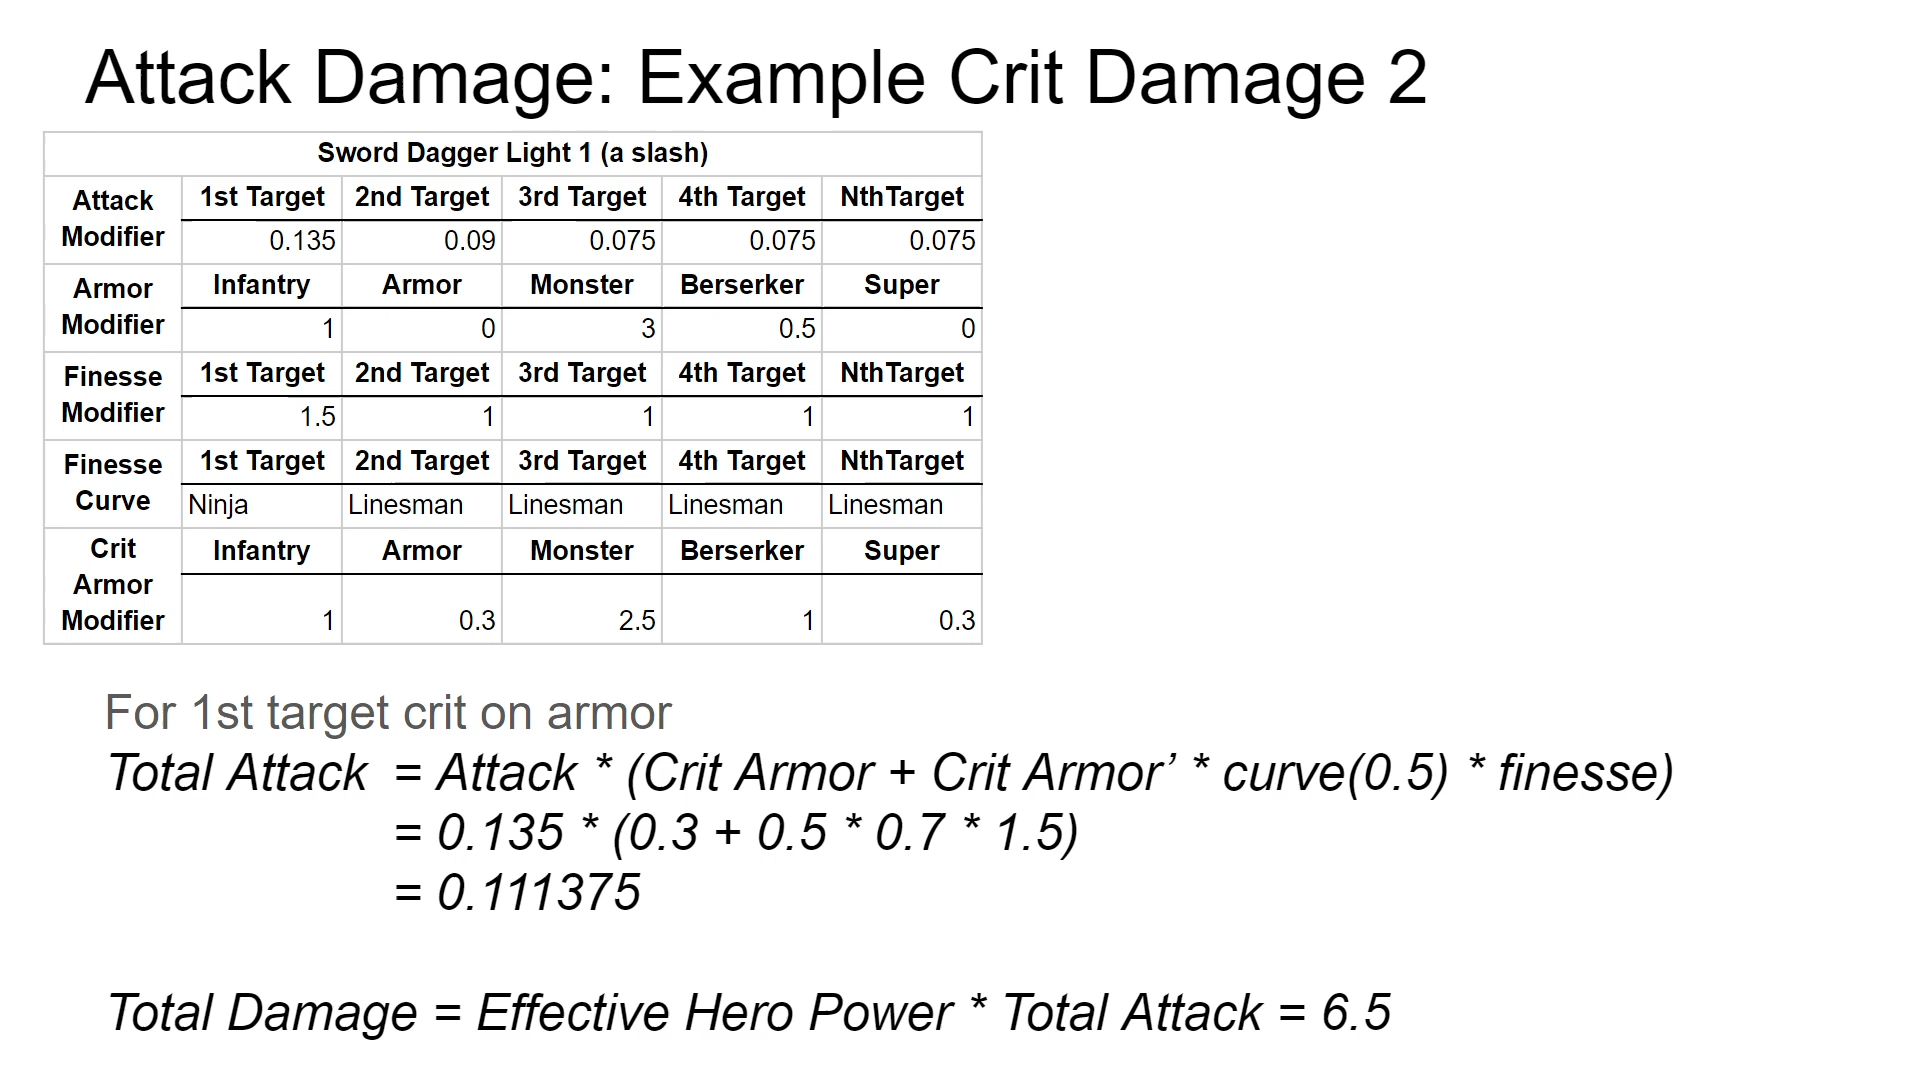 Attack Damage: Example Crit Damage 2
Sword Dagger Light 1 (a slash)
Attack Modifier 1st Target 2nd Target 3rd Target 4th Target NthTarget
0.135 0.09 0.075 0.075 0.075
Armor Modifier Infantry Armor Monster Berserker Super
1 0 3 0.5 0
Finesse Modifier 1st Target 2nd Target 3rd Target 4th Target NthTarget
1.5 1 1 1 1
Finesse Curve 1st Target 2nd Target 3rd Target 4th Target NthTarget
Ninja Linesman Linesman Linesman Linesman
Crit Armor Modifier Infantry Armor Monster Berserker Super
1 0.3 2.5 1 0.3
For 1st target crit on armor
Total Attack = Attack * (Crit Armor + Crit Armor’ * curve(0.5) * finesse)
= 0.135 * (0.3 + 0.5 * 0.7 * 1.5)
= 0.111375
Total Damage = Effective Hero Power * Total Attack = 6.5